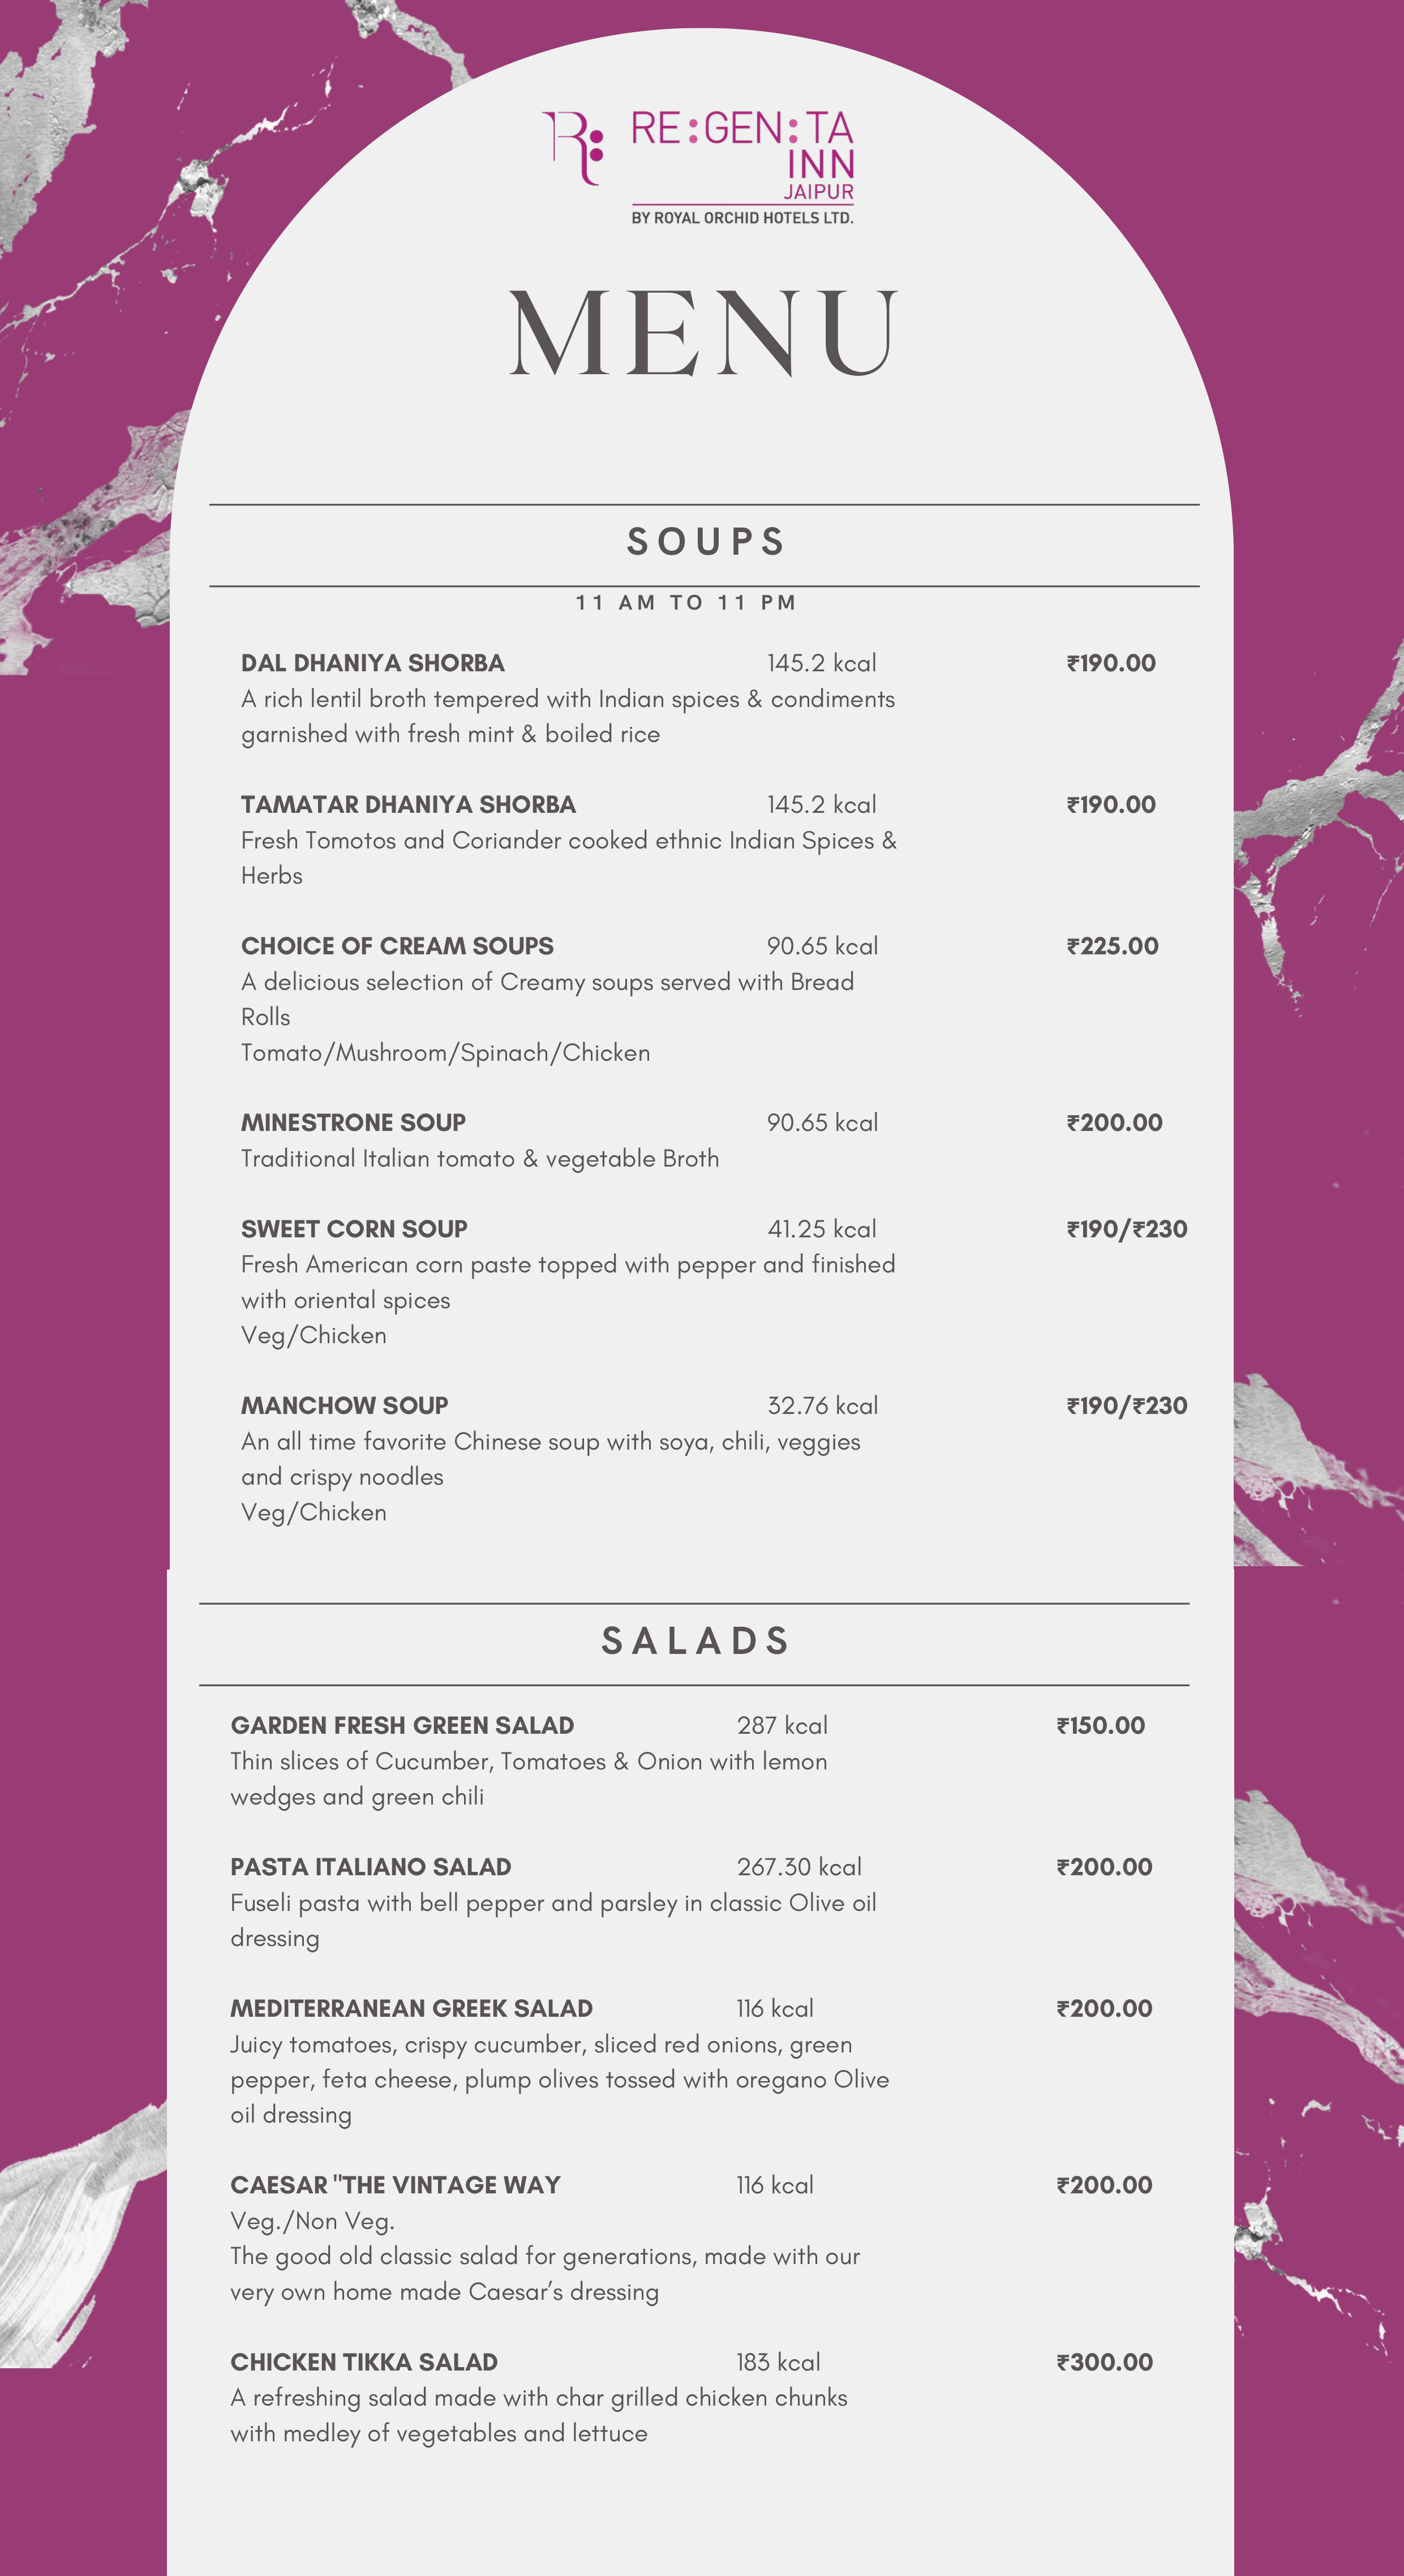 RE:GEN:TA
INN
JAIPUR
BY ROYAL ORCHID HOTELS LTD.
MENU
SOUPS
11 AM TO 11 PM
DAL DHANIYA SHORBA 145.2 kcal ₹190.00
A rich lentil broth tempered with Indian spices & condiments
garnished with fresh mint & boiled rice
TAMATAR DHANIYA SHORBA 145.2 kcal ₹190.00
Fresh Tomotos and Coriander cooked ethnic Indian Spices &
Herbs
CHOICE OF CREAM SOUPS 90.65 kcal ₹225.00
A delicious selection of Creamy soups served with Bread
Rolls
Tomato/Mushroom/Spinach/Chicken
MINESTRONE SOUP 90.65 kcal ₹200.00
Traditional Italian tomato & vegetable Broth
SWEET CORN SOUP 41.25 kcal ₹190/₹230
Fresh American corn paste topped with pepper and finished
with oriental spices
Veg/Chicken
MANCHOW SOUP 32.76 kcal ₹190/₹230
An all time favorite Chinese soup with soya, chili, veggies
and crispy noodles
Veg/Chicken
SALADS
GARDEN FRESH GREEN SALAD 287 kcal ₹150.00
Thin slices of Cucumber, Tomatoes & Onion with lemon
wedges and green chili
PASTA ITALIANO SALAD 267.30 kcal ₹200.00
Fuseli pasta with bell pepper and parsley in classic Olive oil
dressing
MEDITERRANEAN GREEK SALAD 116 kcal ₹200.00
Juicy tomatoes, crispy cucumber, sliced red onions, green
pepper, feta cheese, plump olives tossed with oregano Olive
oil dressing
CAESAR "THE VINTAGE WAY 116 kcal ₹200.00
Veg./Non Veg.
The good old classic salad for generations, made with our
very own home made Caesar's dressing
CHICKEN TIKKA SALAD 183 kcal ₹300.00
A refreshing salad made with char grilled chicken chunks
with medley of vegetables and lettuce